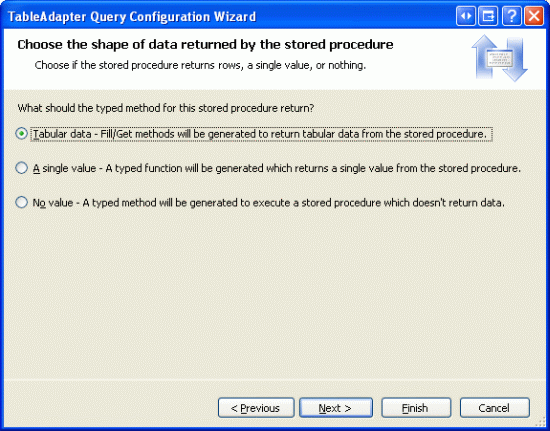 TableAdapter Query Configuration Wizard
Choose the shape of data returned by the stored procedure
Choose if the stored procedure returns rows, a single value, or nothing.
What should the typed method for this stored procedure return?
Tabular data - Fill/Get methods will be generated to return tabular data from the stored procedure.
A single value - A typed function will be generated which returns a single value from the stored procedure.
No value - A typed method will be generated to execute a stored procedure which doesn't return data.
< Previous Next > Finish Cancel